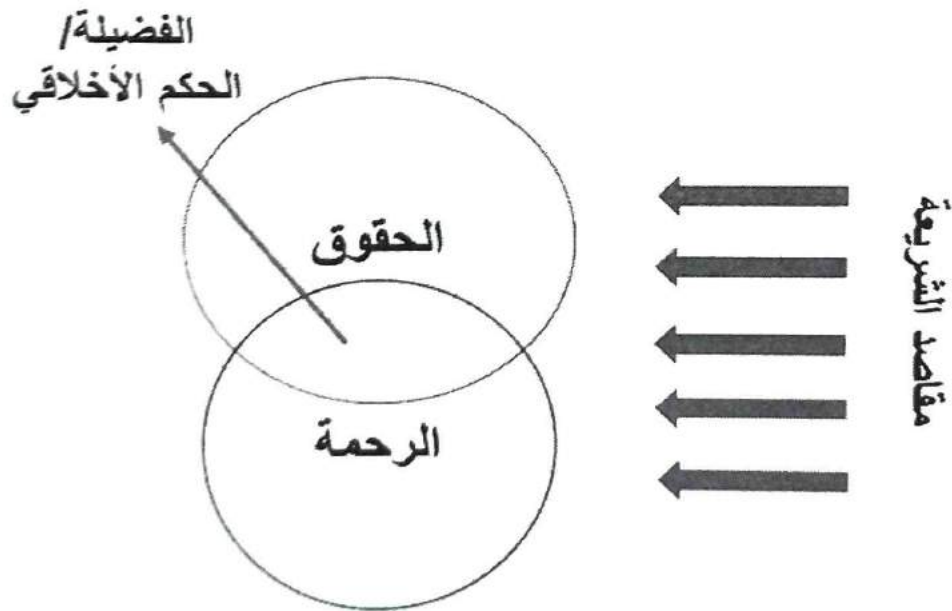 الفضيلة/
الحكم الأخلاقي
الحقوق
الرحمة
مقاصد الشريعة